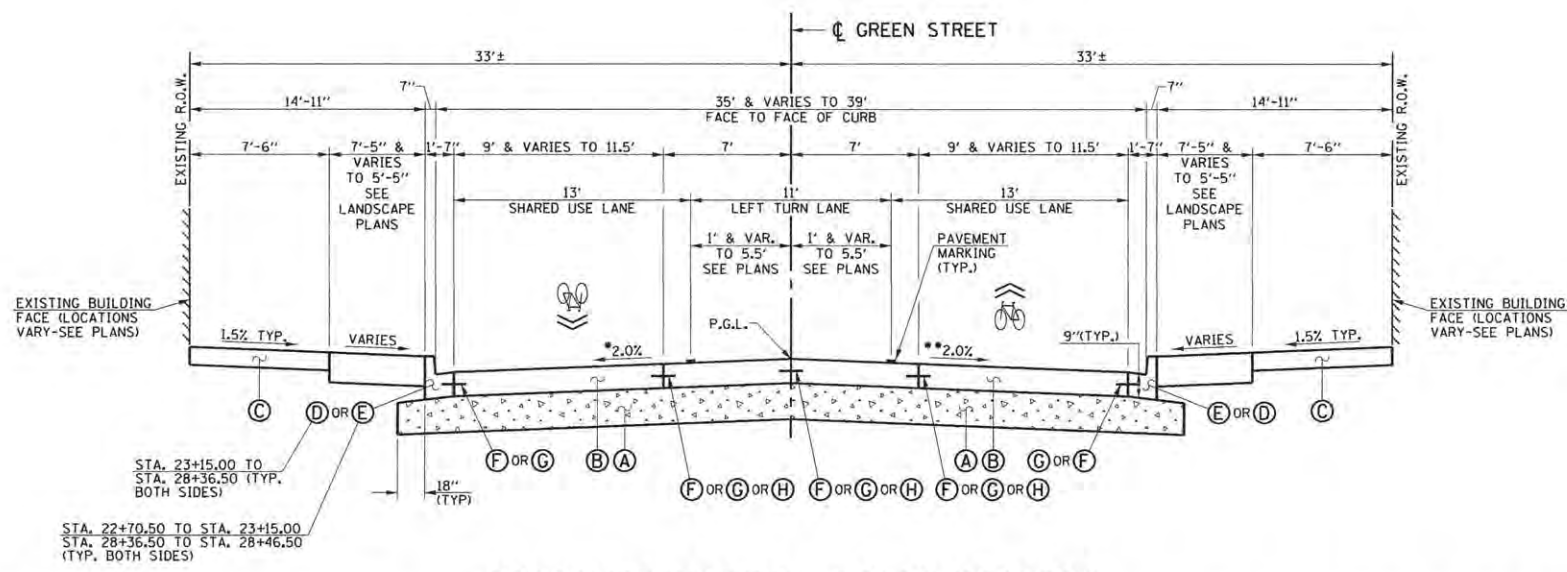 ℄ GREEN STREET
33'±
33'±
EXISTING R.O.W.
14'-11"
7"
35' & VARIES TO 39'
FACE TO FACE OF CURB
7"
14'-11"
EXISTING R.O.W.
7'-6"
7'-5" &
VARIES
TO 5'-5"
SEE
LANDSCAPE
PLANS
1'-7"
9' & VARIES TO 11.5'
7'
7'
9' & VARIES TO 11.5'
1'-7"
7'-5" &
VARIES
TO 5'-5"
SEE
LANDSCAPE
PLANS
7'-6"
13'
SHARED USE LANE
11'
LEFT TURN LANE
13'
SHARED USE LANE
1' & VAR.
TO 5.5'
SEE PLANS
1' & VAR.
TO 5.5'
SEE PLANS
PAVEMENT
MARKING
(TYP.)
EXISTING BUILDING
FACE (LOCATIONS
VARY-SEE PLANS)
EXISTING BUILDING
FACE (LOCATIONS
VARY-SEE PLANS)
P.G.L.
1.5% TYP.
VARIES
*2.0%
**2.0%
9"(TYP.)
VARIES
1.5% TYP.
C
D OR E
F OR G
B A
F OR G OR H
F OR G OR H
F OR G OR H
A B
G OR F
E OR D
C
STA. 23+15.00 TO
STA. 28+36.50 (TYP.
BOTH SIDES)
18"
(TYP)
STA. 22+70.50 TO STA. 23+15.00
STA. 28+36.50 TO STA. 28+46.50
(TYP. BOTH SIDES)